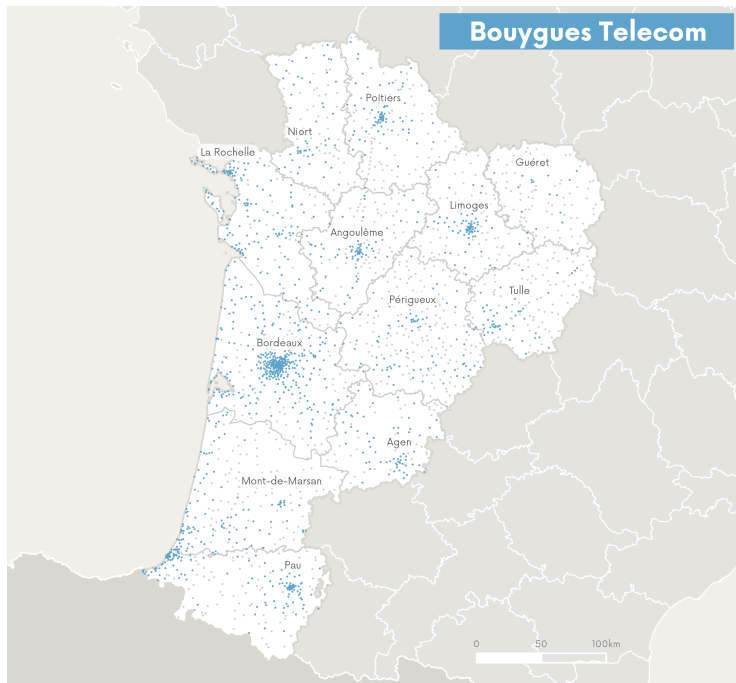 Bouygues Telecom
Poitiers
Niort
La Rochelle
Guéret
Limoges
Angoulême
Tulle
Périgueux
Bordeaux
Agen
Mont-de-Marsan
Pau
0 50 100km